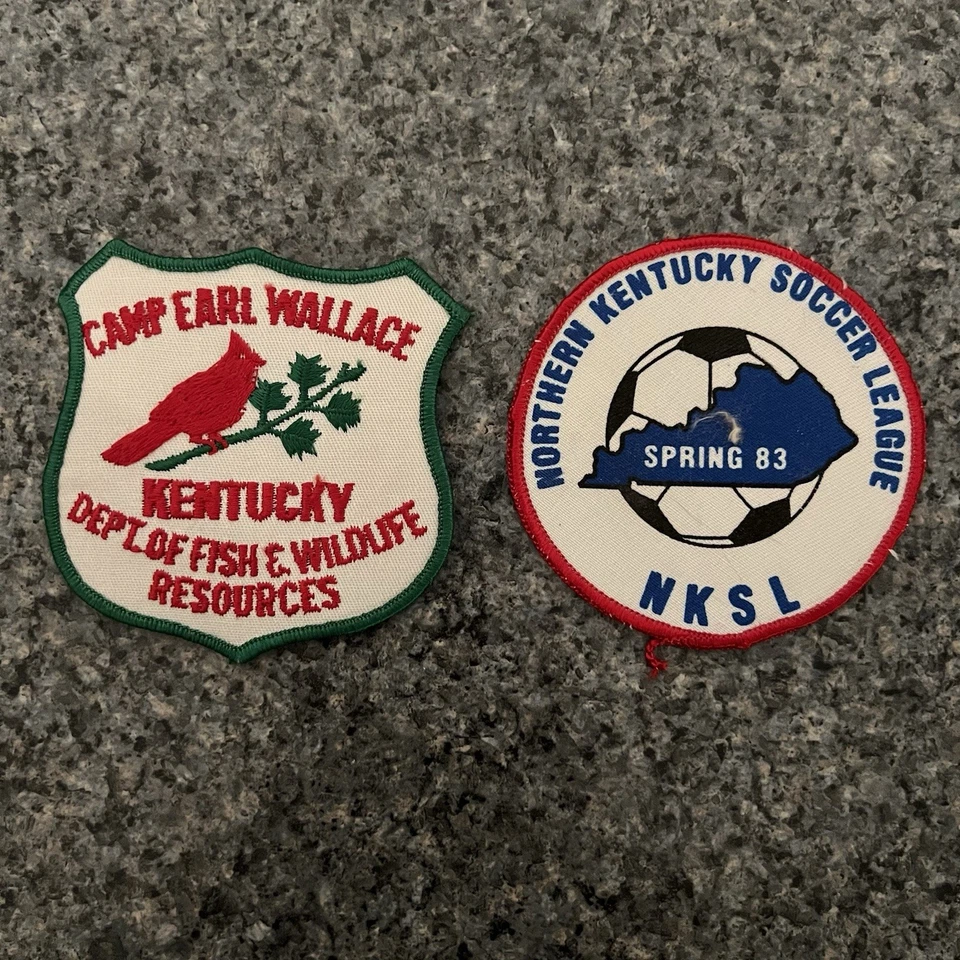 CAMP EARL WALLACE
KENTUCKY
DEPT. OF FISH & WILDLIFE
RESOURCES
NORTHERN KENTUCKY SOCCER LEAGUE
SPRING 83
NKSL